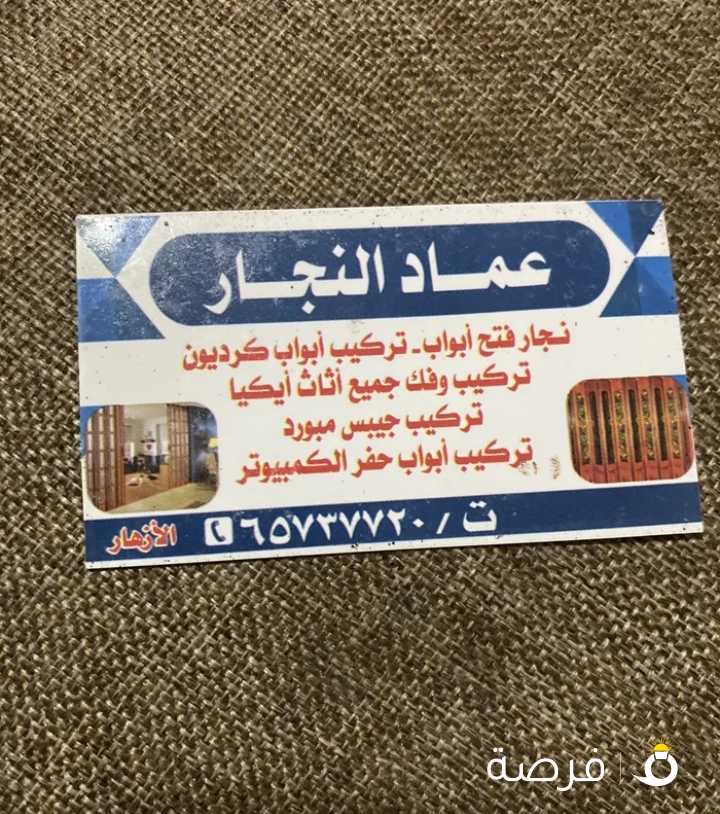 عماد النجار
نجار فتح أبواب - تركيب أبواب كرديون
تركيب وفك جميع أثاث أيكيا
تركيب جيبس مبورد
تركيب أبواب حفر الكمبيوتر
ت / ٦٥٧٣٧٧٢٠
الأزهار
فرصة